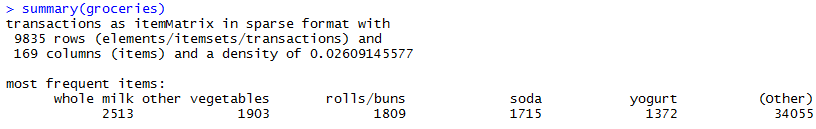 > summary(groceries)
transactions as itemMatrix in sparse format with
 9835 rows (elements/itemsets/transactions) and
 169 columns (items) and a density of 0.02609145577

most frequent items:
      whole milk other vegetables       rolls/buns             soda           yogurt          (Other)
            2513             1903             1809             1715             1372            34055